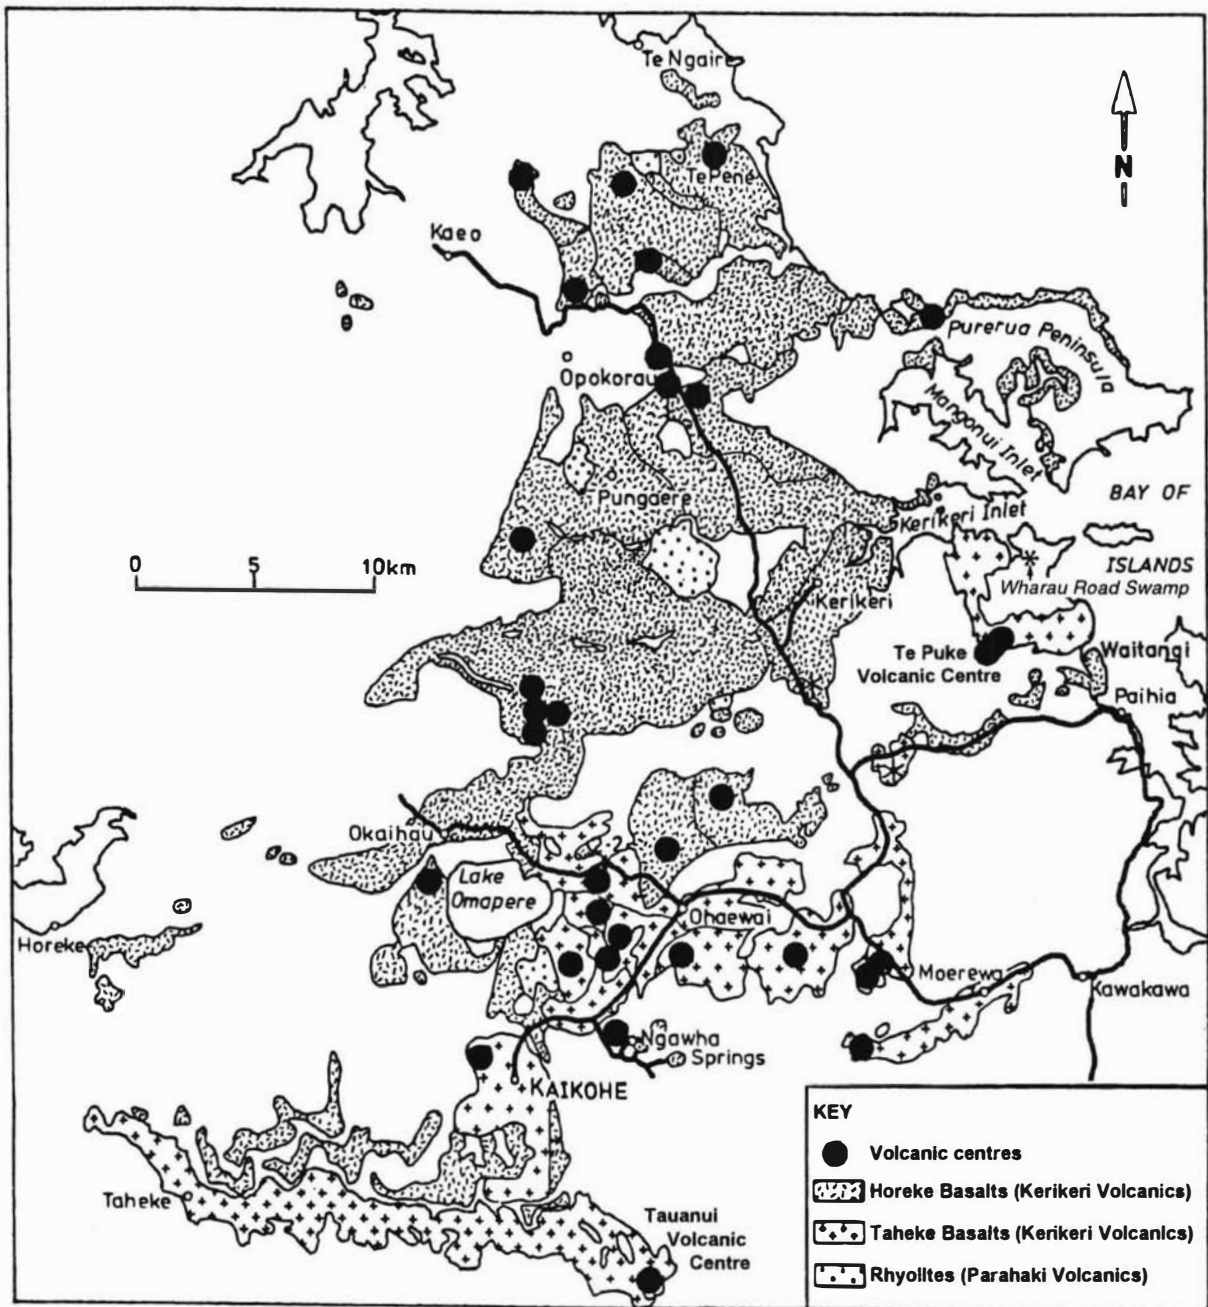 Te Ngaire
N
Te Pene
Kaeo
Purerua Peninsula
Opokorau
Mangonui Inlet
Pungaere
BAY OF
Kerikeri Inlet
0 5 10km
ISLANDS
Wharau Road Swamp
Kerikeri
Te Puke
Volcanic Centre
Waitangi
Paihia
Okaihau
Lake
Omapere
Ohaewai
Horeke
Moerewa
Kawakawa
Ngawha
Springs
KAIKOHE
Taheke
Tauanui
Volcanic
Centre
KEY
Volcanic centres
Horeke Basalts (Kerikeri Volcanics)
Taheke Basalts (Kerikeri Volcanics)
Rhyolites (Parahaki Volcanics)